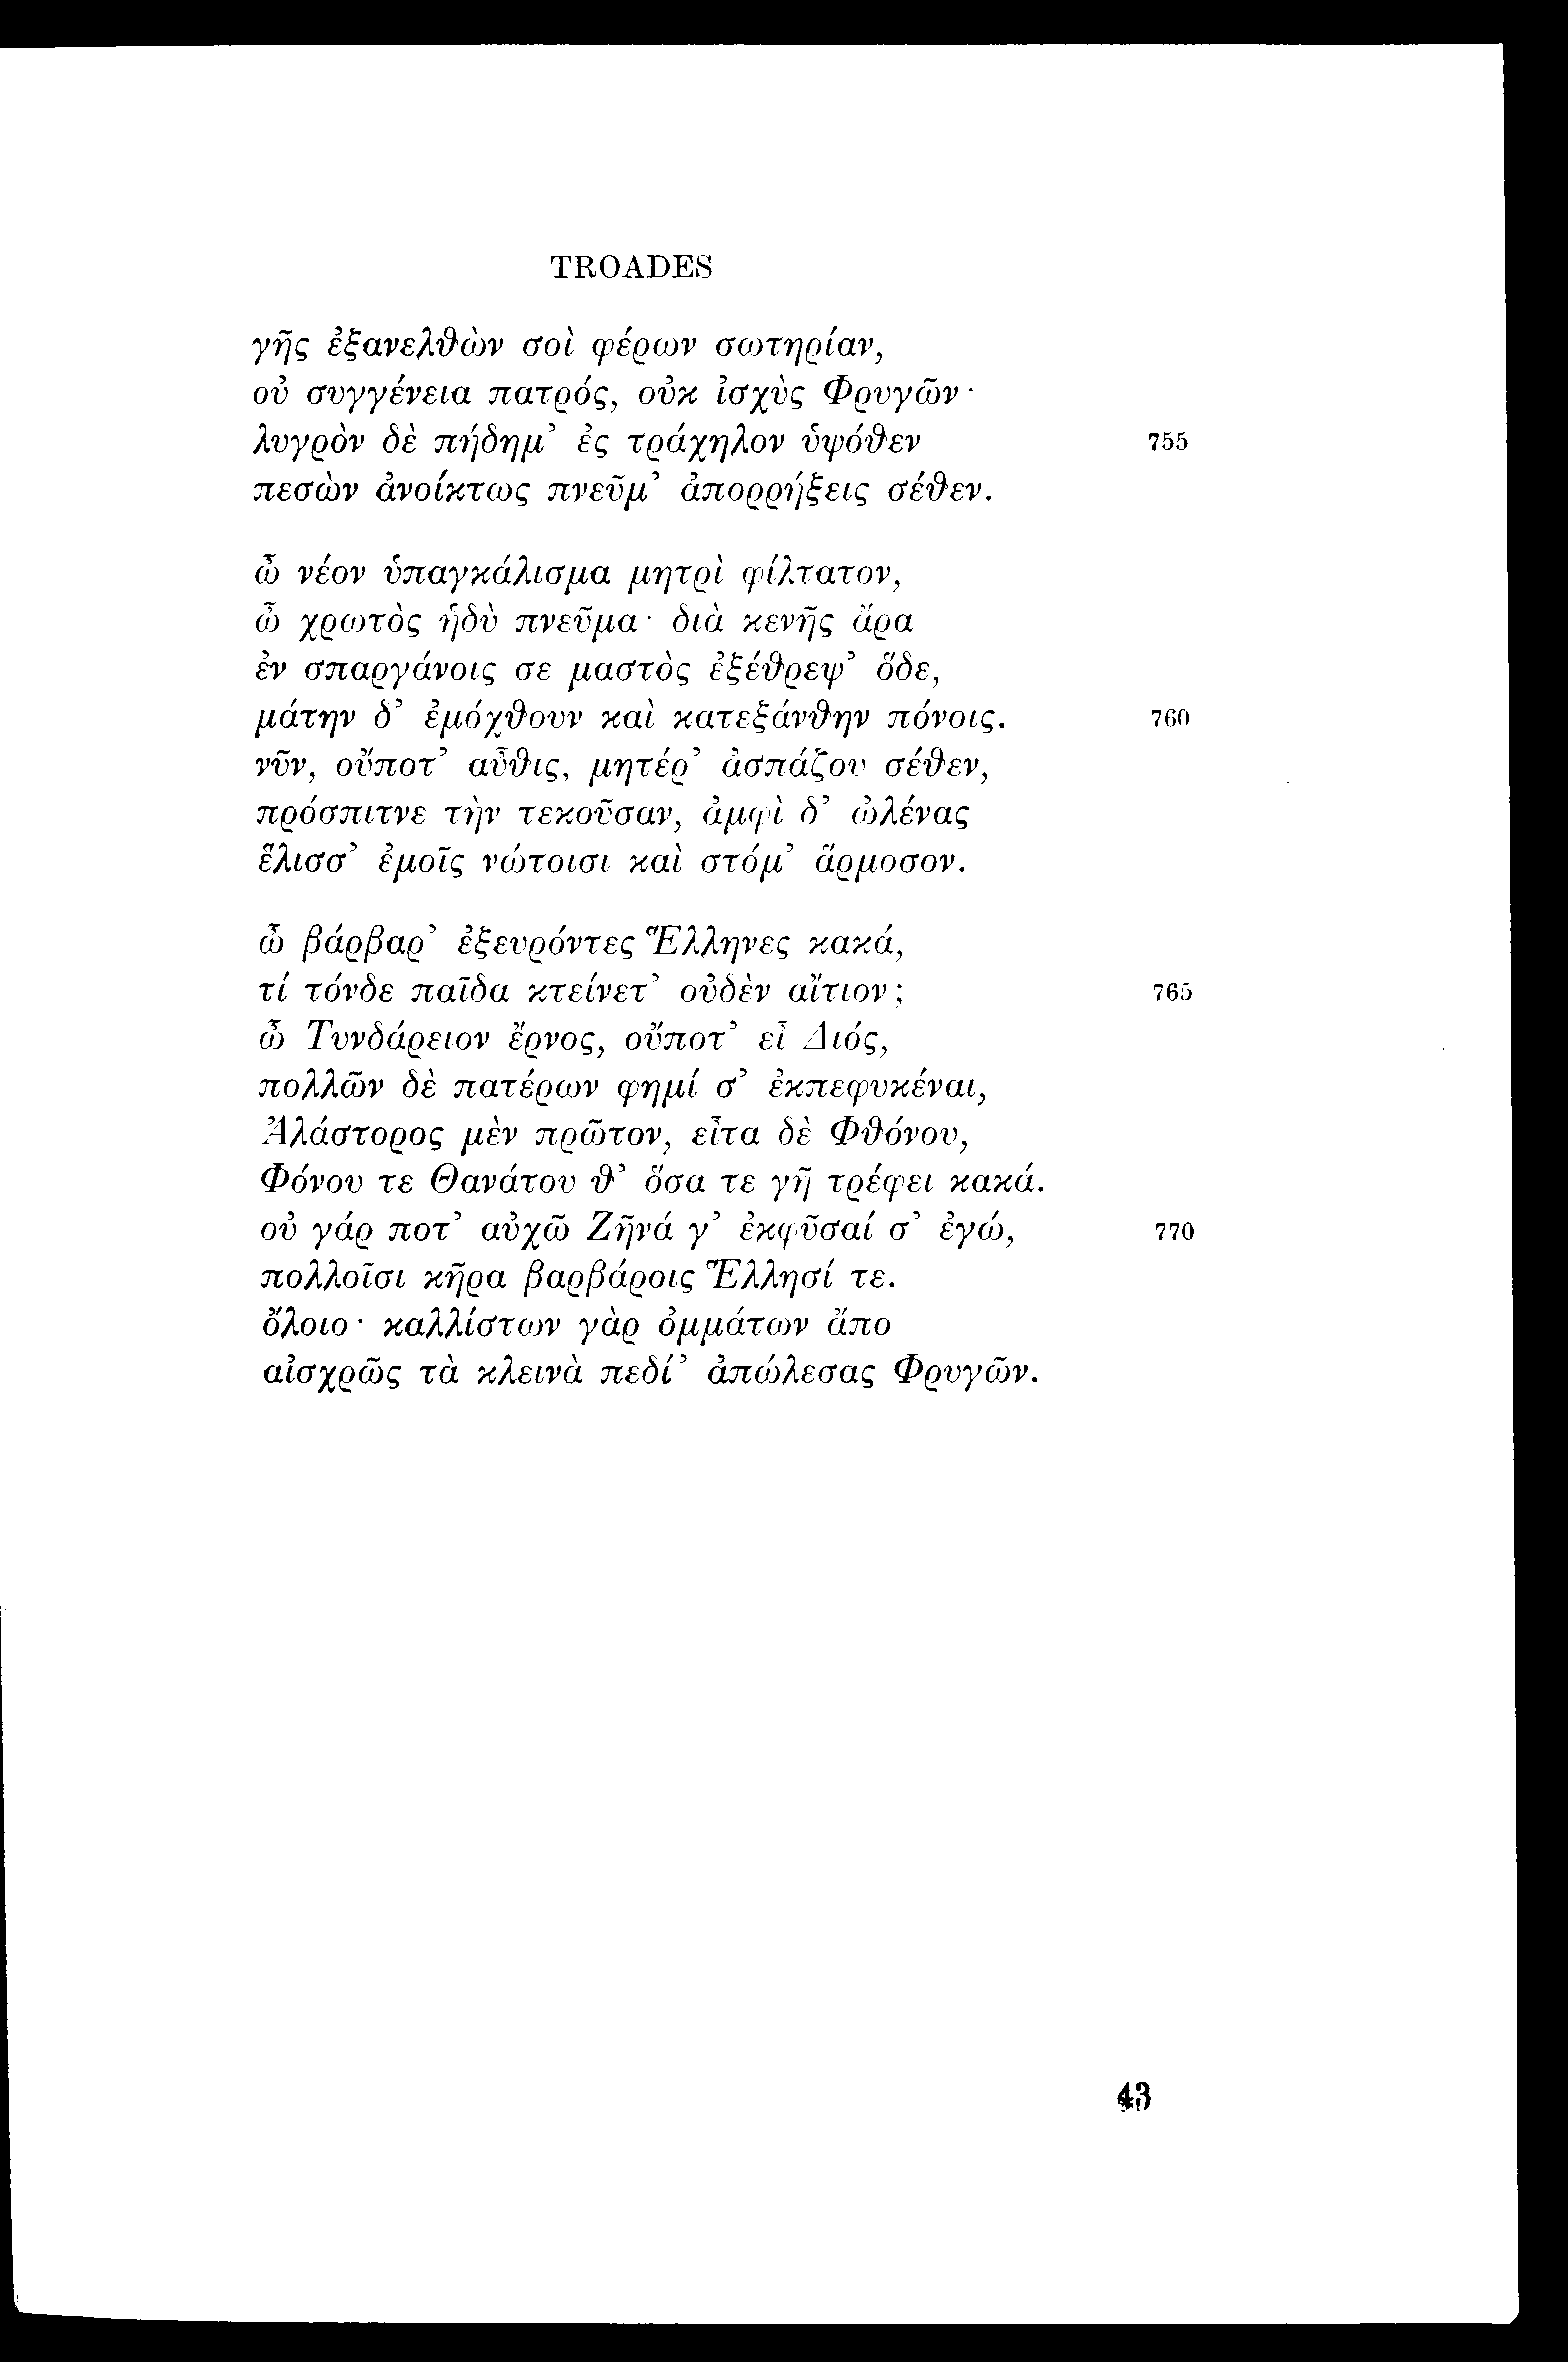 TROADES
γῆς ἐξανελθὼν σοὶ φέρων σωτηρίαν,
οὐ συγγένεια πατρός, οὐκ ἰσχὺς Φρυγῶν·
λυγρὸν δὲ πήδημ’ ἐς τράχηλον ὑψόθεν 755
πεσὼν ἀνοίκτως πνεῦμ’ ἀπορρήξεις σέθεν.
ὦ νέον ὑπαγκάλισμα μητρὶ φίλτατον,
ὦ χρωτὸς ἡδὺ πνεῦμα· διὰ κενῆς ἄρα
ἐν σπαργάνοις σε μαστὸς ἐξέθρεψ’ ὅδε,
μάτην δ’ ἐμόχθουν καὶ κατεξάνθην πόνοις. 760
νῦν, οὔποτ’ αὖθις, μητέρ’ ἀσπάζου σέθεν,
πρόσπιτνε τὴν τεκοῦσαν, ἀμφὶ δ’ ὠλένας
ἕλισσ’ ἐμοῖς νώτοισι καὶ στόμ’ ἅρμοσον.
ὦ βάρβαρ’ ἐξευρόντες Ἕλληνες κακά,
τί τόνδε παῖδα κτείνετ’ οὐδὲν αἴτιον; 765
ὦ Τυνδάρειον ἔρνος, οὔποτ’ εἶ Διός,
πολλῶν δὲ πατέρων φημί σ’ ἐκπεφυκέναι,
Ἀλάστορος μὲν πρῶτον, εἶτα δὲ Φθόνου,
Φόνου τε Θανάτου θ’ ὅσα τε γῆ τρέφει κακά.
οὐ γάρ ποτ’ αὐχῶ Ζῆνά γ’ ἐκφῦσαί σ’ ἐγώ, 770
πολλοῖσι κῆρα βαρβάροις Ἕλλησί τε.
ὄλοιο· καλλίστων γὰρ ὀμμάτων ἄπο
αἰσχρῶς τὰ κλεινὰ πεδί’ ἀπώλεσας Φρυγῶν.
43